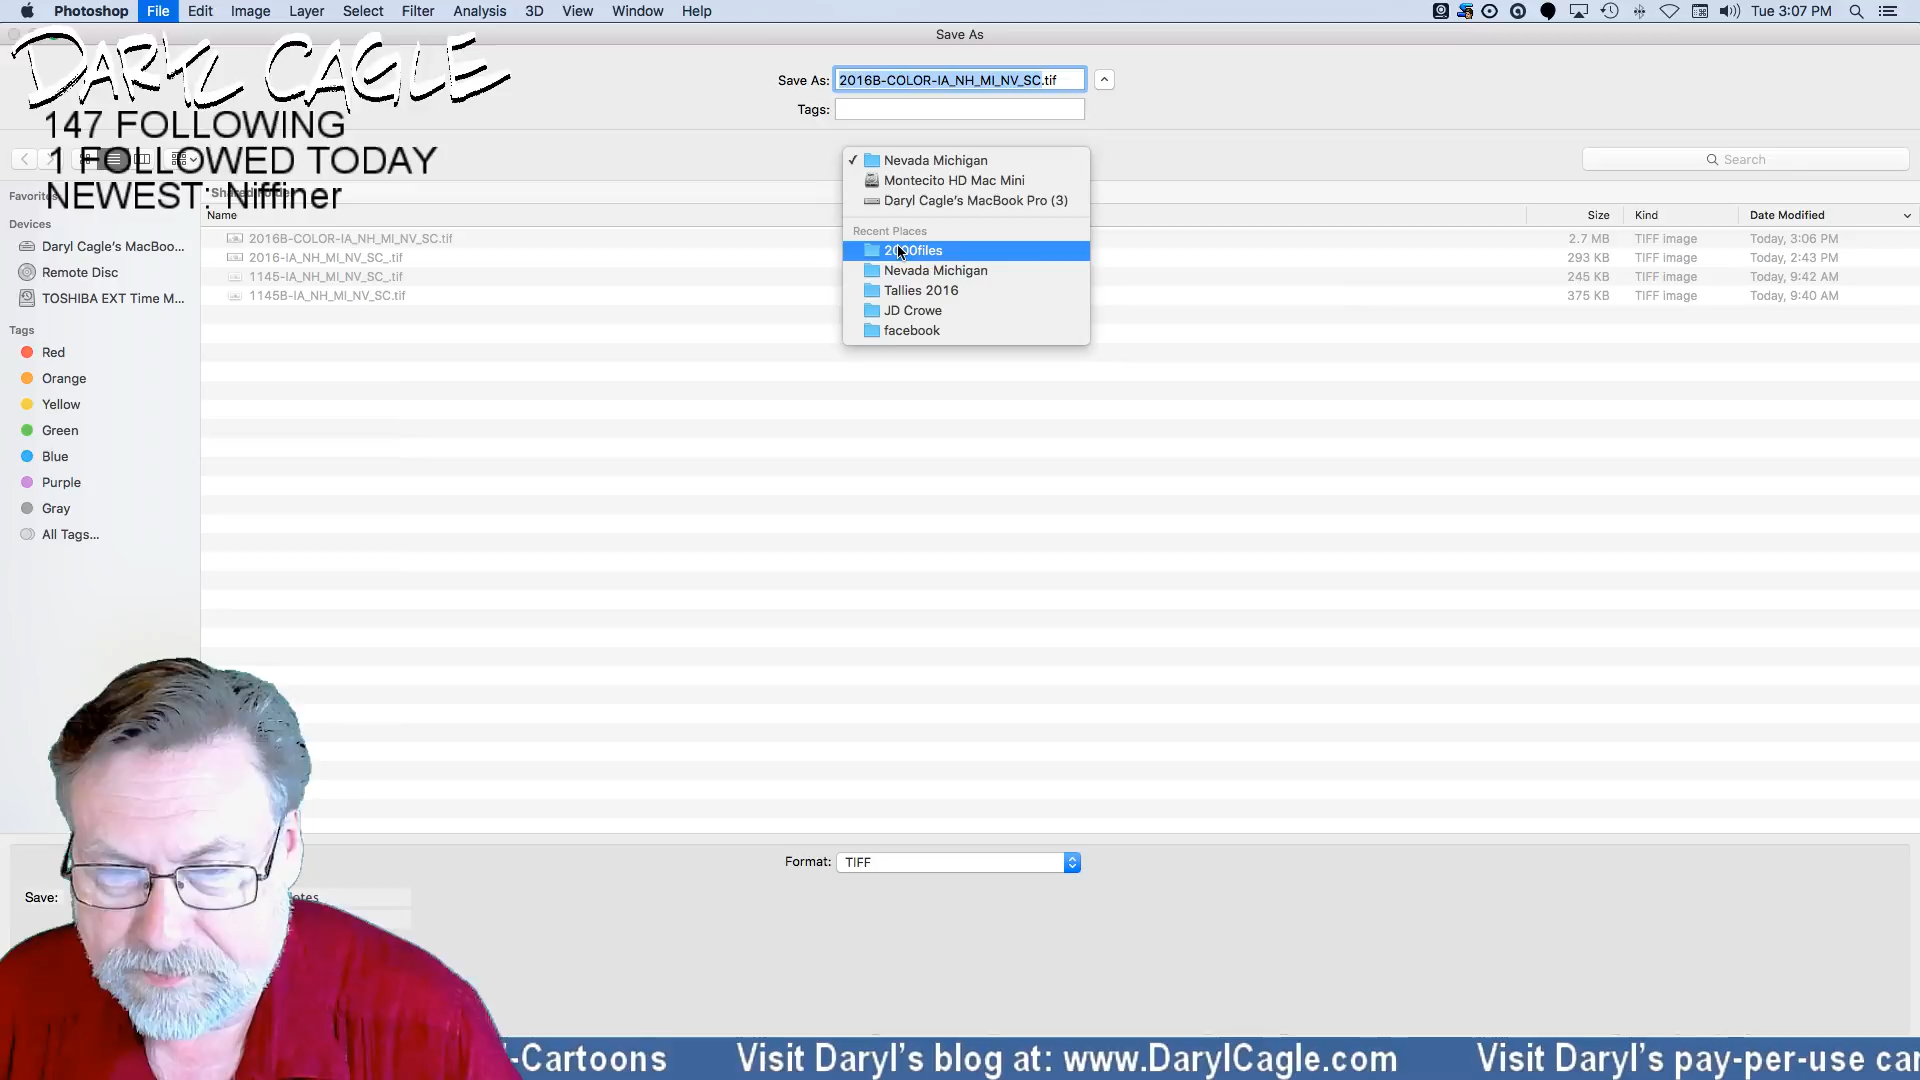 Photoshop File Edit Image Layer Select Filter Analysis 3D View Window Help Tue 3:07 PM
Save As
DARYL CAGLE
147 FOLLOWING
1 FOLLOWED TODAY
NEWEST: Niffiner
Save As: 2016B-COLOR-IA_NH_MI_NV_SC.tif
Tags:
Nevada Michigan
Montecito HD Mac Mini
Daryl Cagle's MacBook Pro (3)
Recent Places
2000files
Nevada Michigan
Tallies 2016
JD Crowe
facebook
Search
Favorites
Devices
Daryl Cagle's MacBoo...
Remote Disc
TOSHIBA EXT Time M...
Tags
Red
Orange
Yellow
Green
Blue
Purple
Gray
All Tags...
Name Size Kind Date Modified
2016B-COLOR-IA_NH_MI_NV_SC.tif 2.7 MB TIFF image Today, 3:06 PM
2016-IA_NH_MI_NV_SC_.tif 293 KB TIFF image Today, 2:43 PM
1145-IA_NH_MI_NV_SC_.tif 245 KB TIFF image Today, 9:42 AM
1145B-IA_NH_MI_NV_SC.tif 375 KB TIFF image Today, 9:40 AM
Format: TIFF
Save:
-Cartoons Visit Daryl's blog at: www.DarylCagle.com Visit Daryl's pay-per-use ca